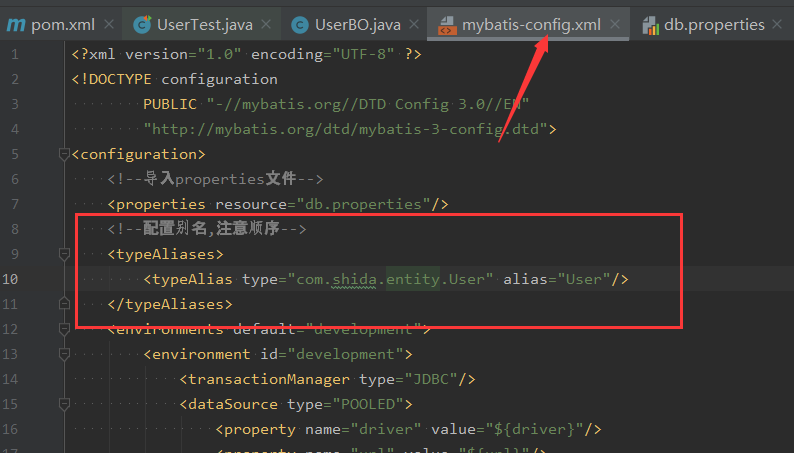 pom.xml UserTest.java UserBO.java mybatis-config.xml db.properties
1 <?xml version="1.0" encoding="UTF-8" ?>
2 <!DOCTYPE configuration
3 PUBLIC "-//mybatis.org//DTD Config 3.0//EN"
4 "http://mybatis.org/dtd/mybatis-3-config.dtd">
5 <configuration>
6 <!--导入properties文件-->
7 <properties resource="db.properties"/>
8 <!--配置别名,注意顺序-->
9 <typeAliases>
10 <typeAlias type="com.shida.entity.User" alias="User"/>
11 </typeAliases>
12 <environments default="development">
13 <environment id="development">
14 <transactionManager type="JDBC"/>
15 <dataSource type="POOLED">
16 <property name="driver" value="${driver}"/>
17 <property name="url" value="${url}"/>